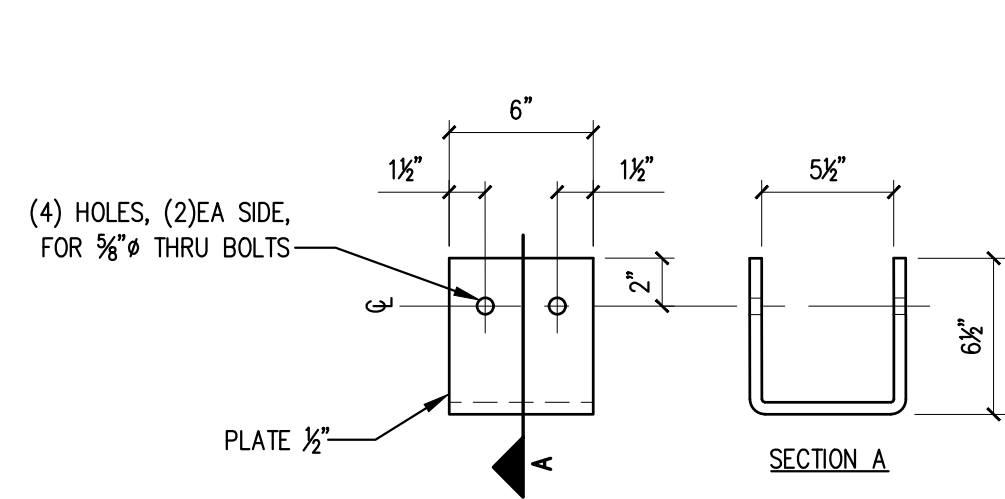 6"
1½"
1½"
5½"
(4) HOLES, (2)EA SIDE,
FOR ⅝"ø THRU BOLTS
2"
℄
6½"
PLATE ½"
A
SECTION A